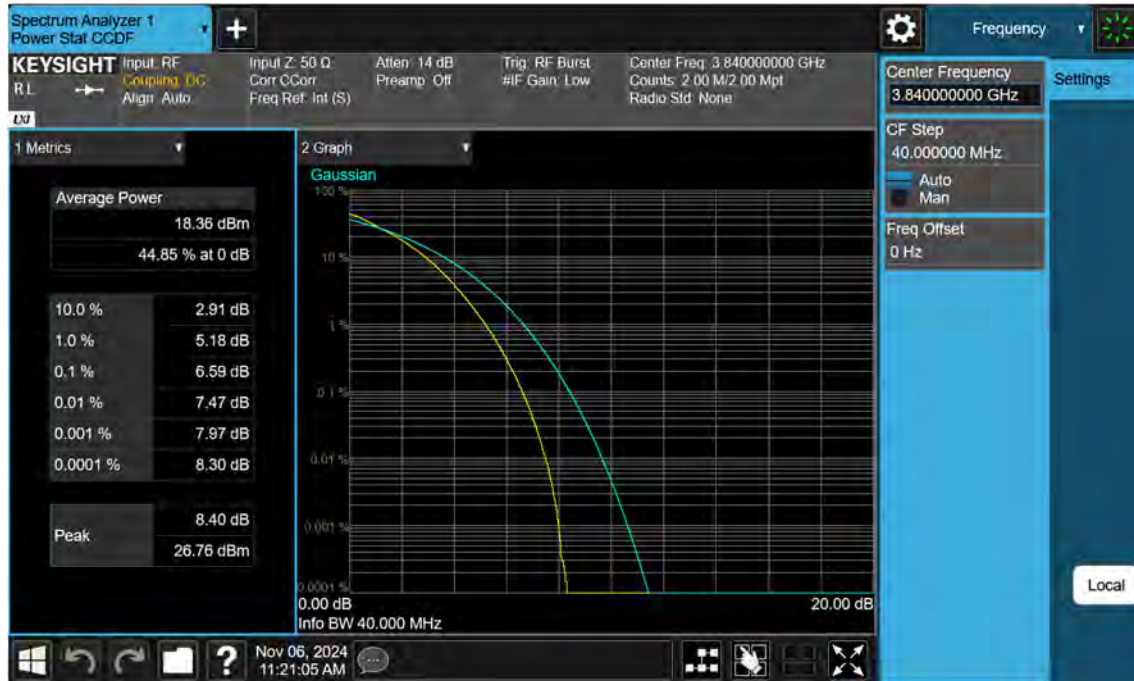 Spectrum Analyzer 1
Power Stat CCDF
+
Frequency
KEYSIGHT
RL
LXI
Input: RF
Coupling: DC
Align: Auto
Input Z: 50 Ω
Corr CCorr
Freq Ref: Int (S)
Atten: 14 dB
Preamp: Off
Trig: RF Burst
#IF Gain: Low
Center Freq: 3.840000000 GHz
Counts: 2.00 M/2.00 Mpt
Radio Std: None
Center Frequency
3.840000000 GHz
Settings
CF Step
40.000000 MHz
Auto
Man
Freq Offset
0 Hz
Local
1 Metrics
Average Power
18.36 dBm
44.85 % at 0 dB
10.0 % 2.91 dB
1.0 % 5.18 dB
0.1 % 6.59 dB
0.01 % 7.47 dB
0.001 % 7.97 dB
0.0001 % 8.30 dB
Peak
8.40 dB
26.76 dBm
2 Graph
Gaussian
100 %
10 %
1 %
0.1 %
0.01 %
0.001 %
0.0001 %
0.00 dB 20.00 dB
Info BW 40.000 MHz
?
Nov 06, 2024
11:21:05 AM